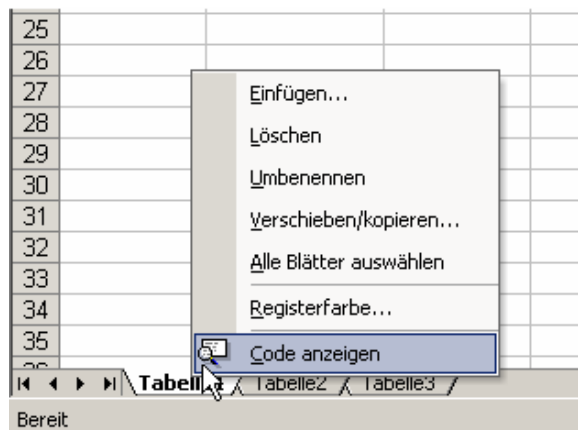 25
26
27
Einfügen...
28
Löschen
29
30
Umbenennen
31
Verschieben/kopieren...
32
Alle Blätter auswählen
33
34
Registerfarbe...
35
Code anzeigen
Tabelle2 Tabelle3
Bereit